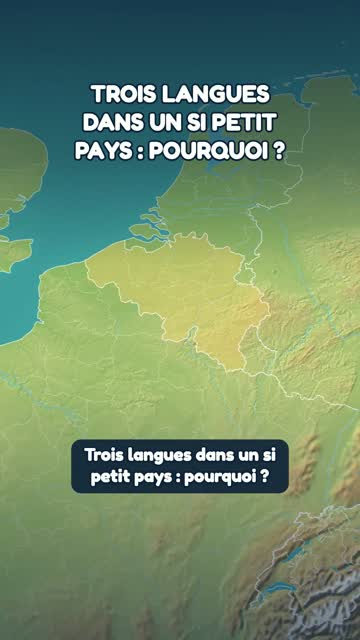 TROIS LANGUES
DANS UN SI PETIT
PAYS : POURQUOI ?
Trois langues dans un si
petit pays : pourquoi ?